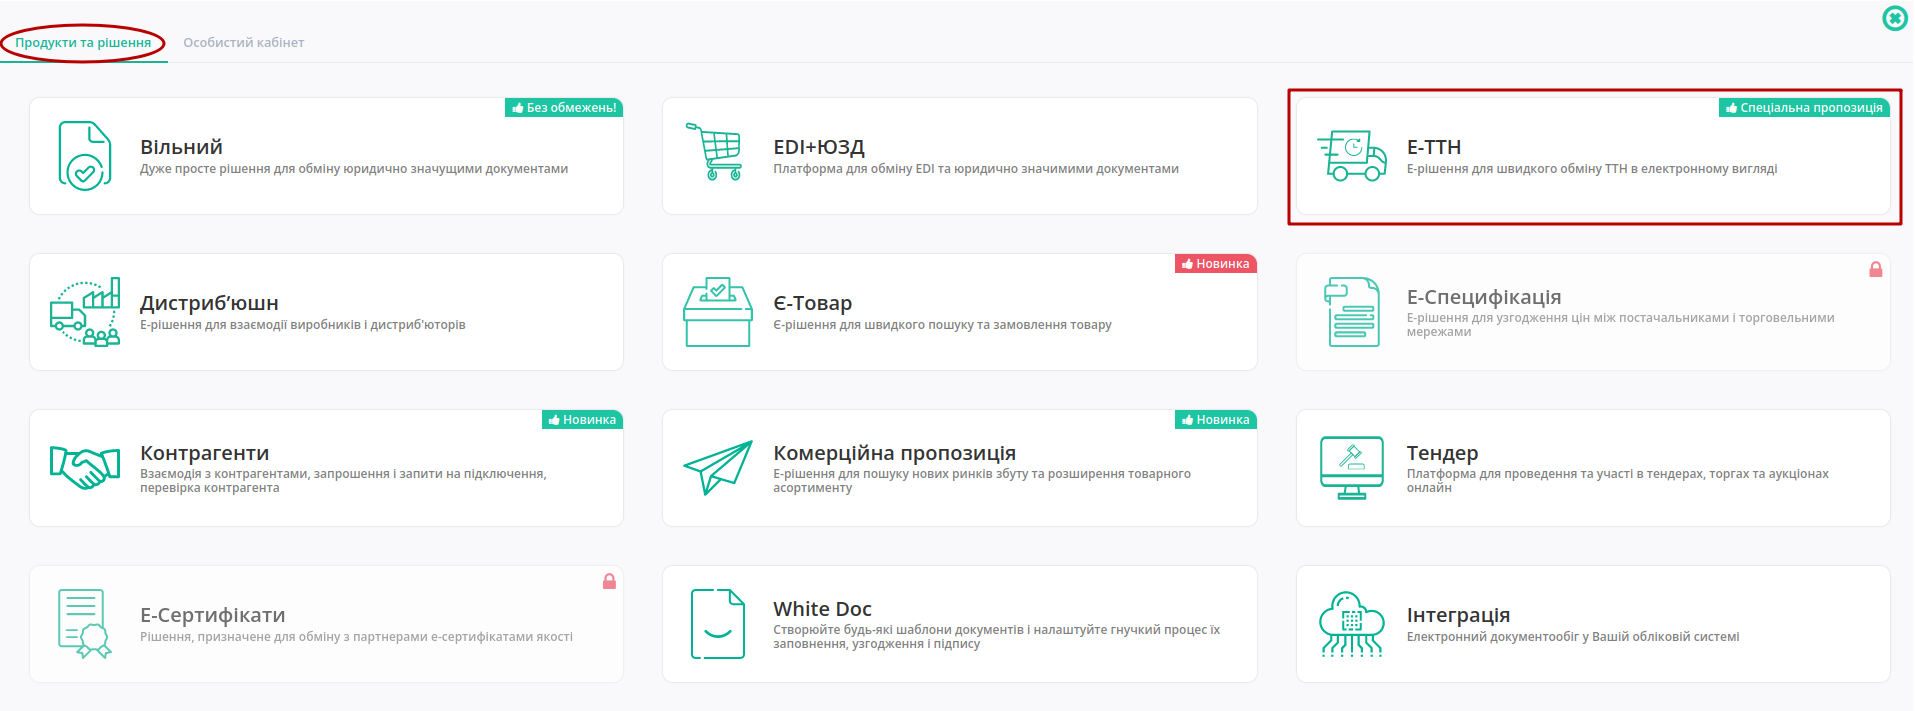 Продукти та рішення
Особистий кабінет
Без обмежень!
Вільний
Дуже просте рішення для обміну юридично значущими документами
EDI+ЮЗД
Платформа для обміну EDI та юридично значимими документами
Спеціальна пропозиція
Е-ТТН
Е-рішення для швидкого обміну ТТН в електронному вигляді
Дистриб’юшн
Е-рішення для взаємодії виробників і дистриб'юторів
Новинка
Є-Товар
Є-рішення для швидкого пошуку та замовлення товару
Е-Специфікація
Е-рішення для узгодження цін між постачальниками і торговельними
мережами
Новинка
Контрагенти
Взаємодія з контрагентами, запрошення і запити на підключення,
перевірка контрагента
Новинка
Комерційна пропозиція
Е-рішення для пошуку нових ринків збуту та розширення товарного
асортименту
Тендер
Платформа для проведення та участі в тендерах, торгах та аукціонах
онлайн
Е-Сертифікати
Рішення, призначене для обміну з партнерами е-сертифікатами якості
White Doc
Створюйте будь-які шаблони документів і налаштуйте гнучкий процес їх
заповнення, узгодження і підпису
Інтеграція
Електронний документообіг у Вашій обліковій системі